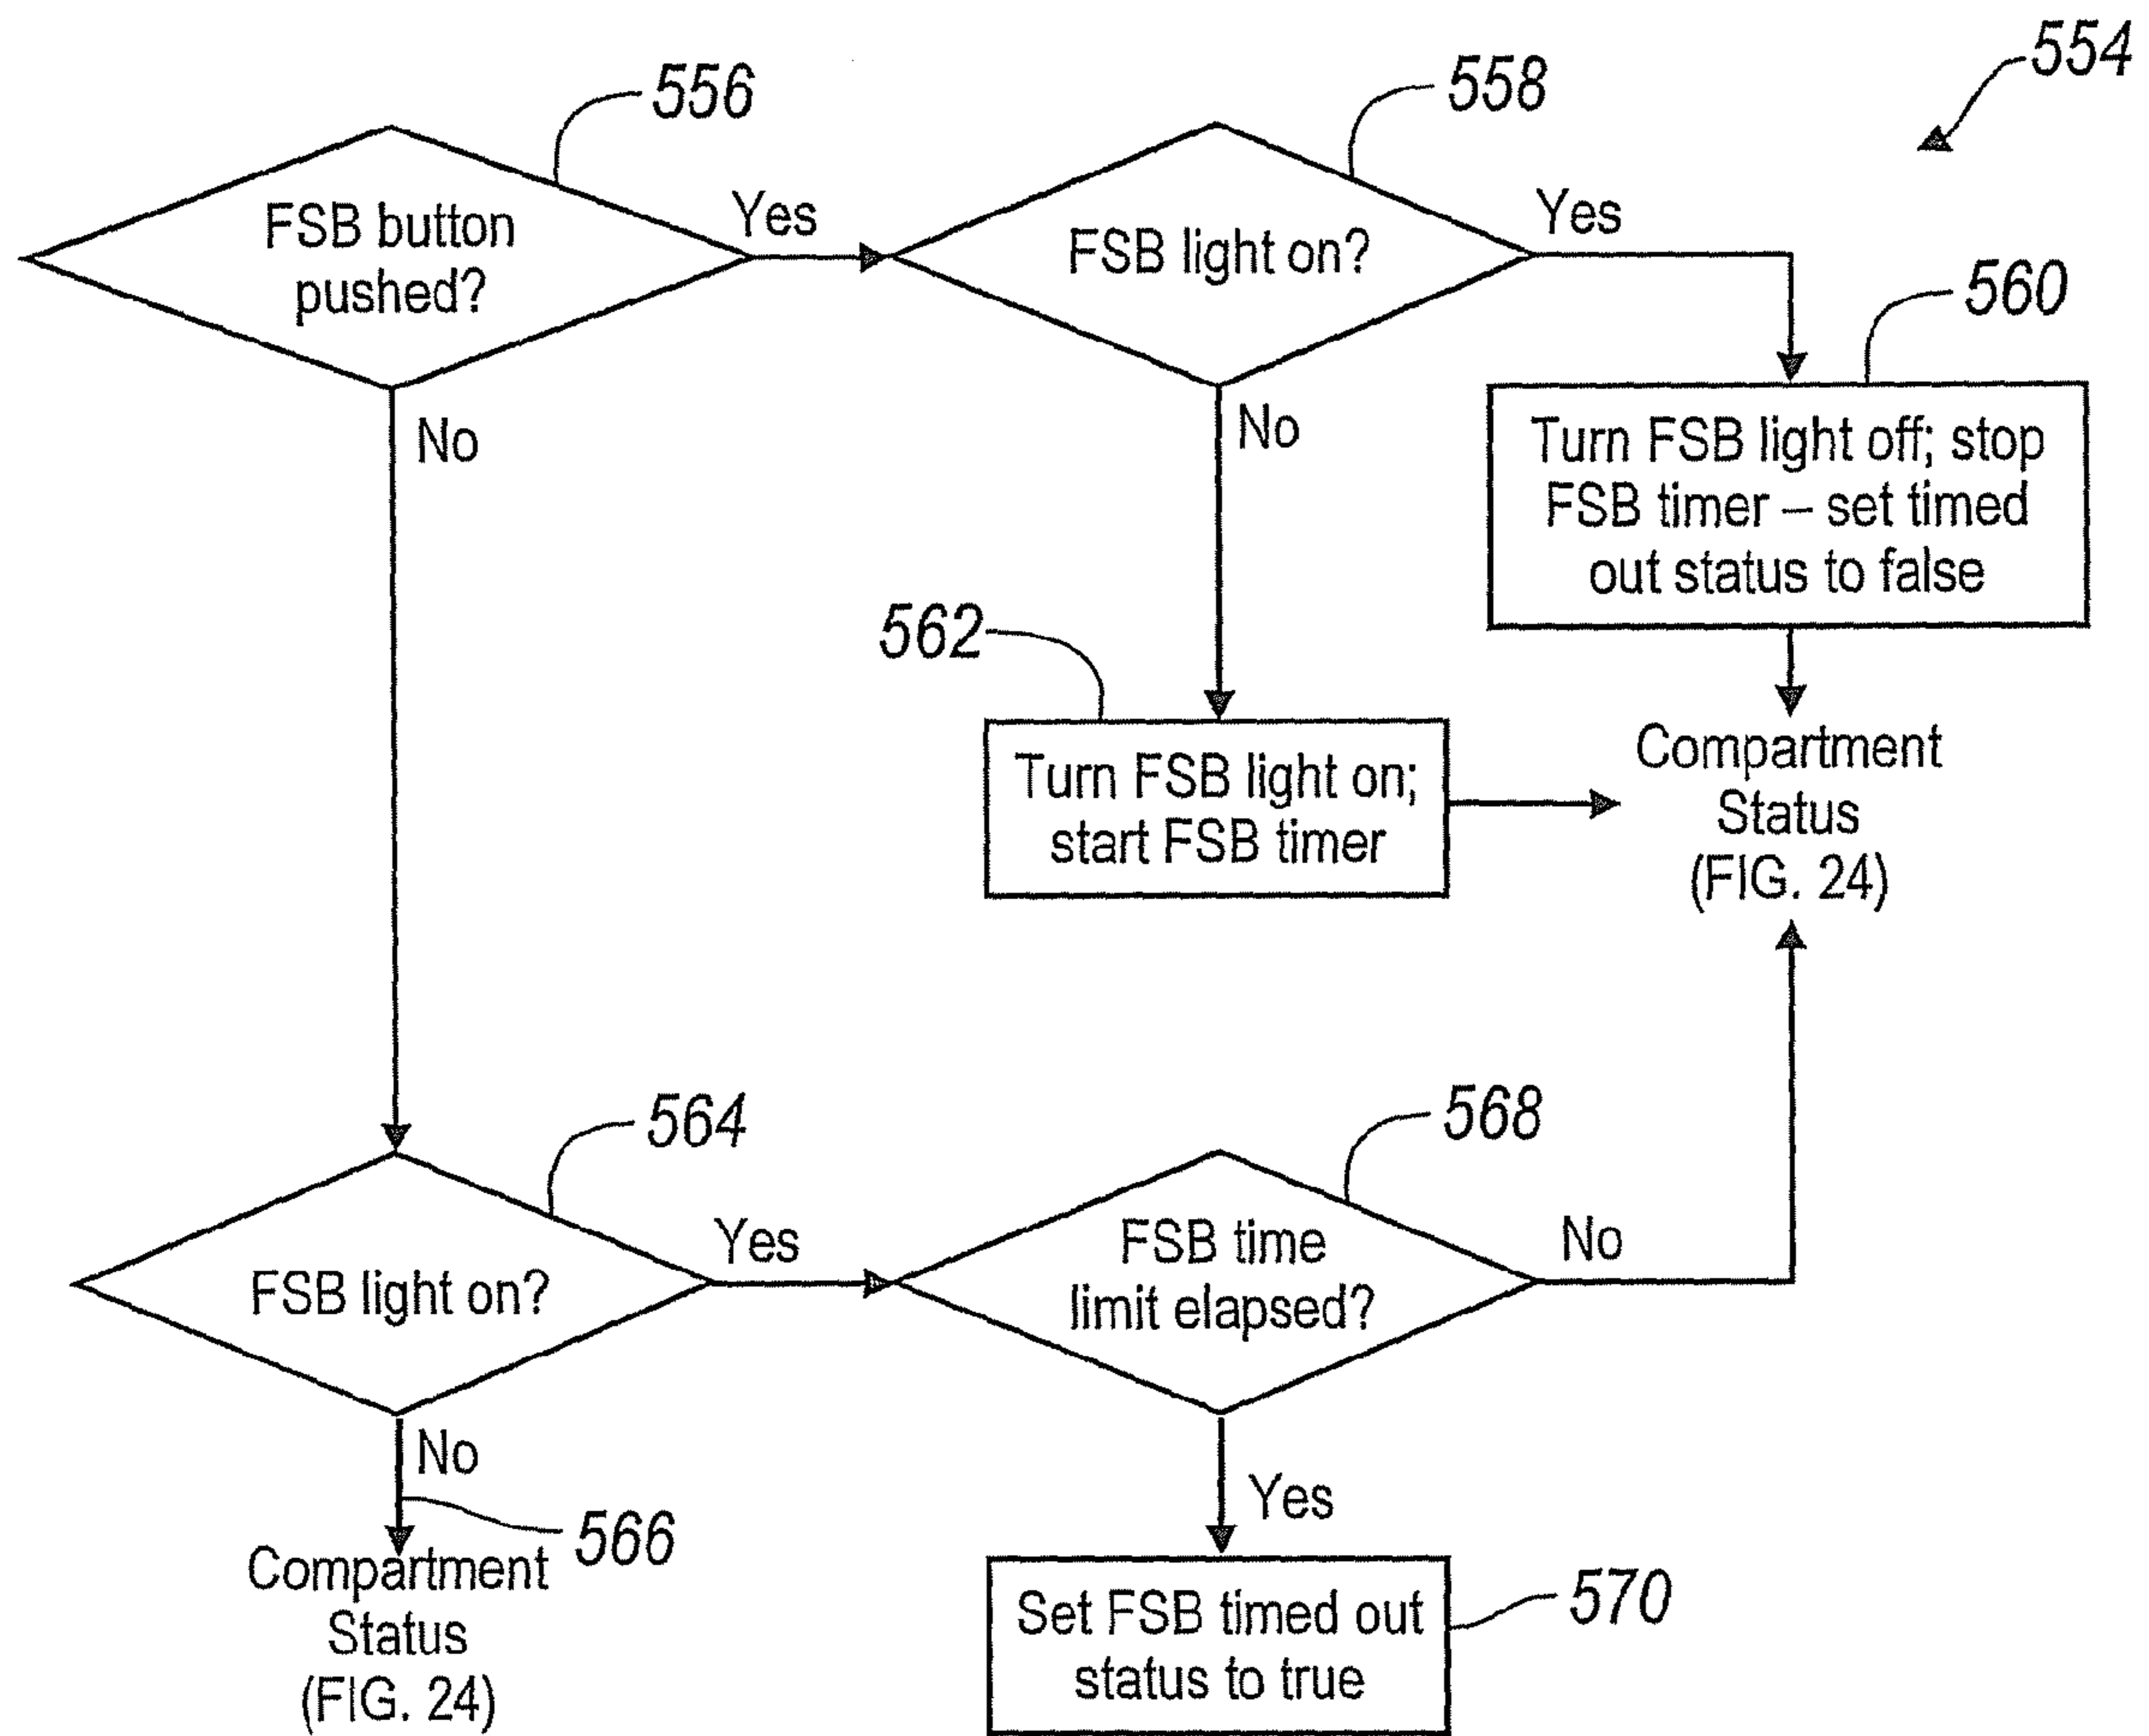 554
556
558
FSB button
pushed?
Yes
FSB light on?
Yes
560
No
No
Turn FSB light off; stop
FSB timer – set timed
out status to false
562
Turn FSB light on;
start FSB timer
Compartment
Status
(FIG. 24)
564
568
FSB light on?
Yes
FSB time
limit elapsed?
No
No
566
Yes
Compartment
Status
(FIG. 24)
Set FSB timed out
status to true
570